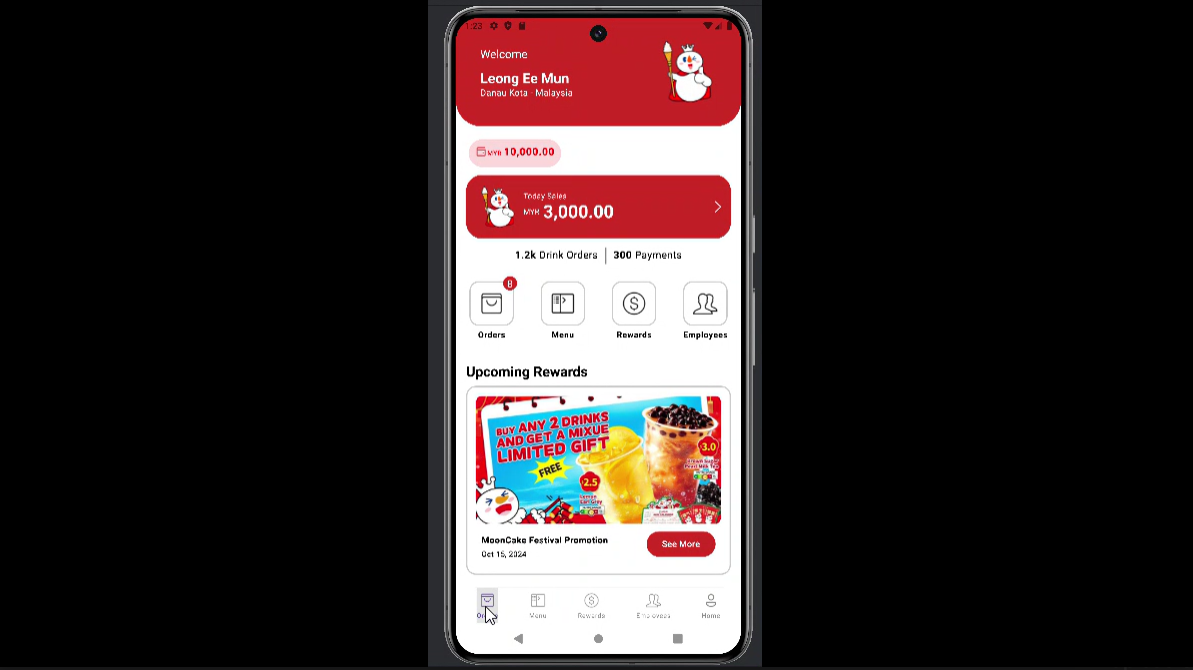 1:23
Welcome
Leong Ee Mun
Danau Kota - Malaysia
MYR 10,000.00
Today Sales
MYR 3,000.00
1.2k Drink Orders 300 Payments
8
Orders Menu Rewards Employees
Upcoming Rewards
BUY ANY 2 DRINKS
AND GET A MIXUE
LIMITED GIFT
FREE
3.0
2.5
MoonCake Festival Promotion
Oct 15, 2024
See More
Menu Rewards Employees Home